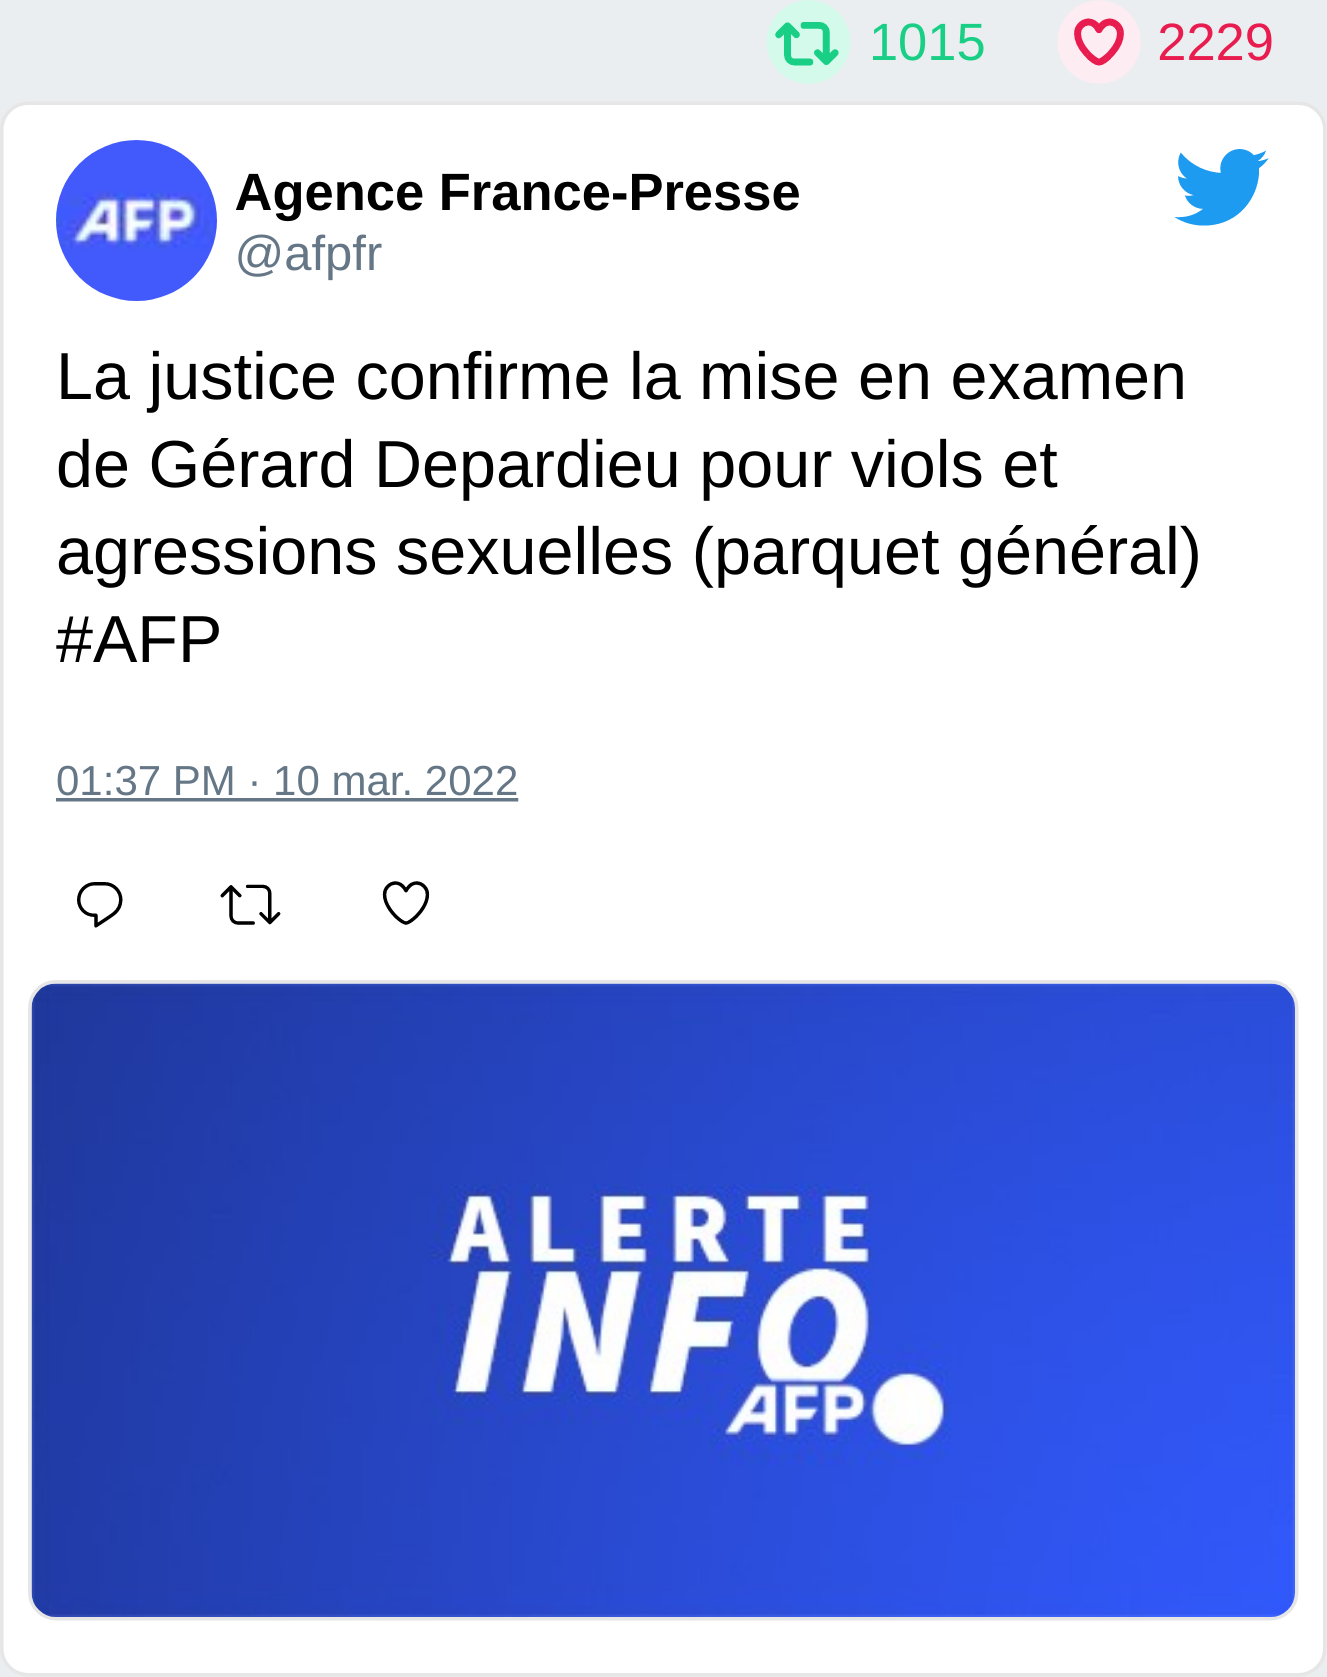 1015 2229
AFP
Agence France-Presse
@afpfr
La justice confirme la mise en examen
de Gérard Depardieu pour viols et
agressions sexuelles (parquet général)
#AFP
01:37 PM · 10 mar. 2022
ALERTE
INFO
AFP